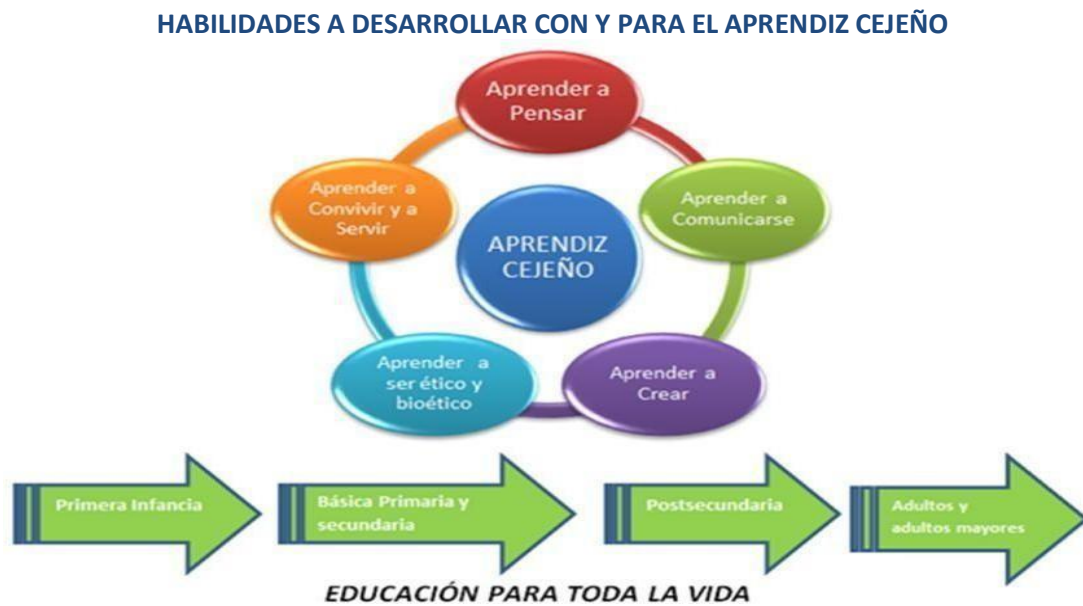 HABILIDADES A DESARROLLAR CON Y PARA EL APRENDIZ CEJEÑO
Aprender a
Pensar
Aprender a
Convivir y a
Servir
Aprender a
Comunicarse
APRENDIZ
CEJEÑO
Aprender a
ser ético y
bioético
Aprender a
Crear
Primera Infancia
Básica Primaria y
secundaria
Postsecundaria
Adultos y
adultos mayores
EDUCACIÓN PARA TODA LA VIDA